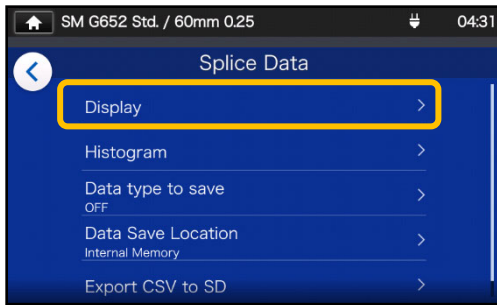 SM G652 Std. / 60mm 0.25 04:31
Splice Data
Display
Histogram
Data type to save
OFF
Data Save Location
Internal Memory
Export CSV to SD